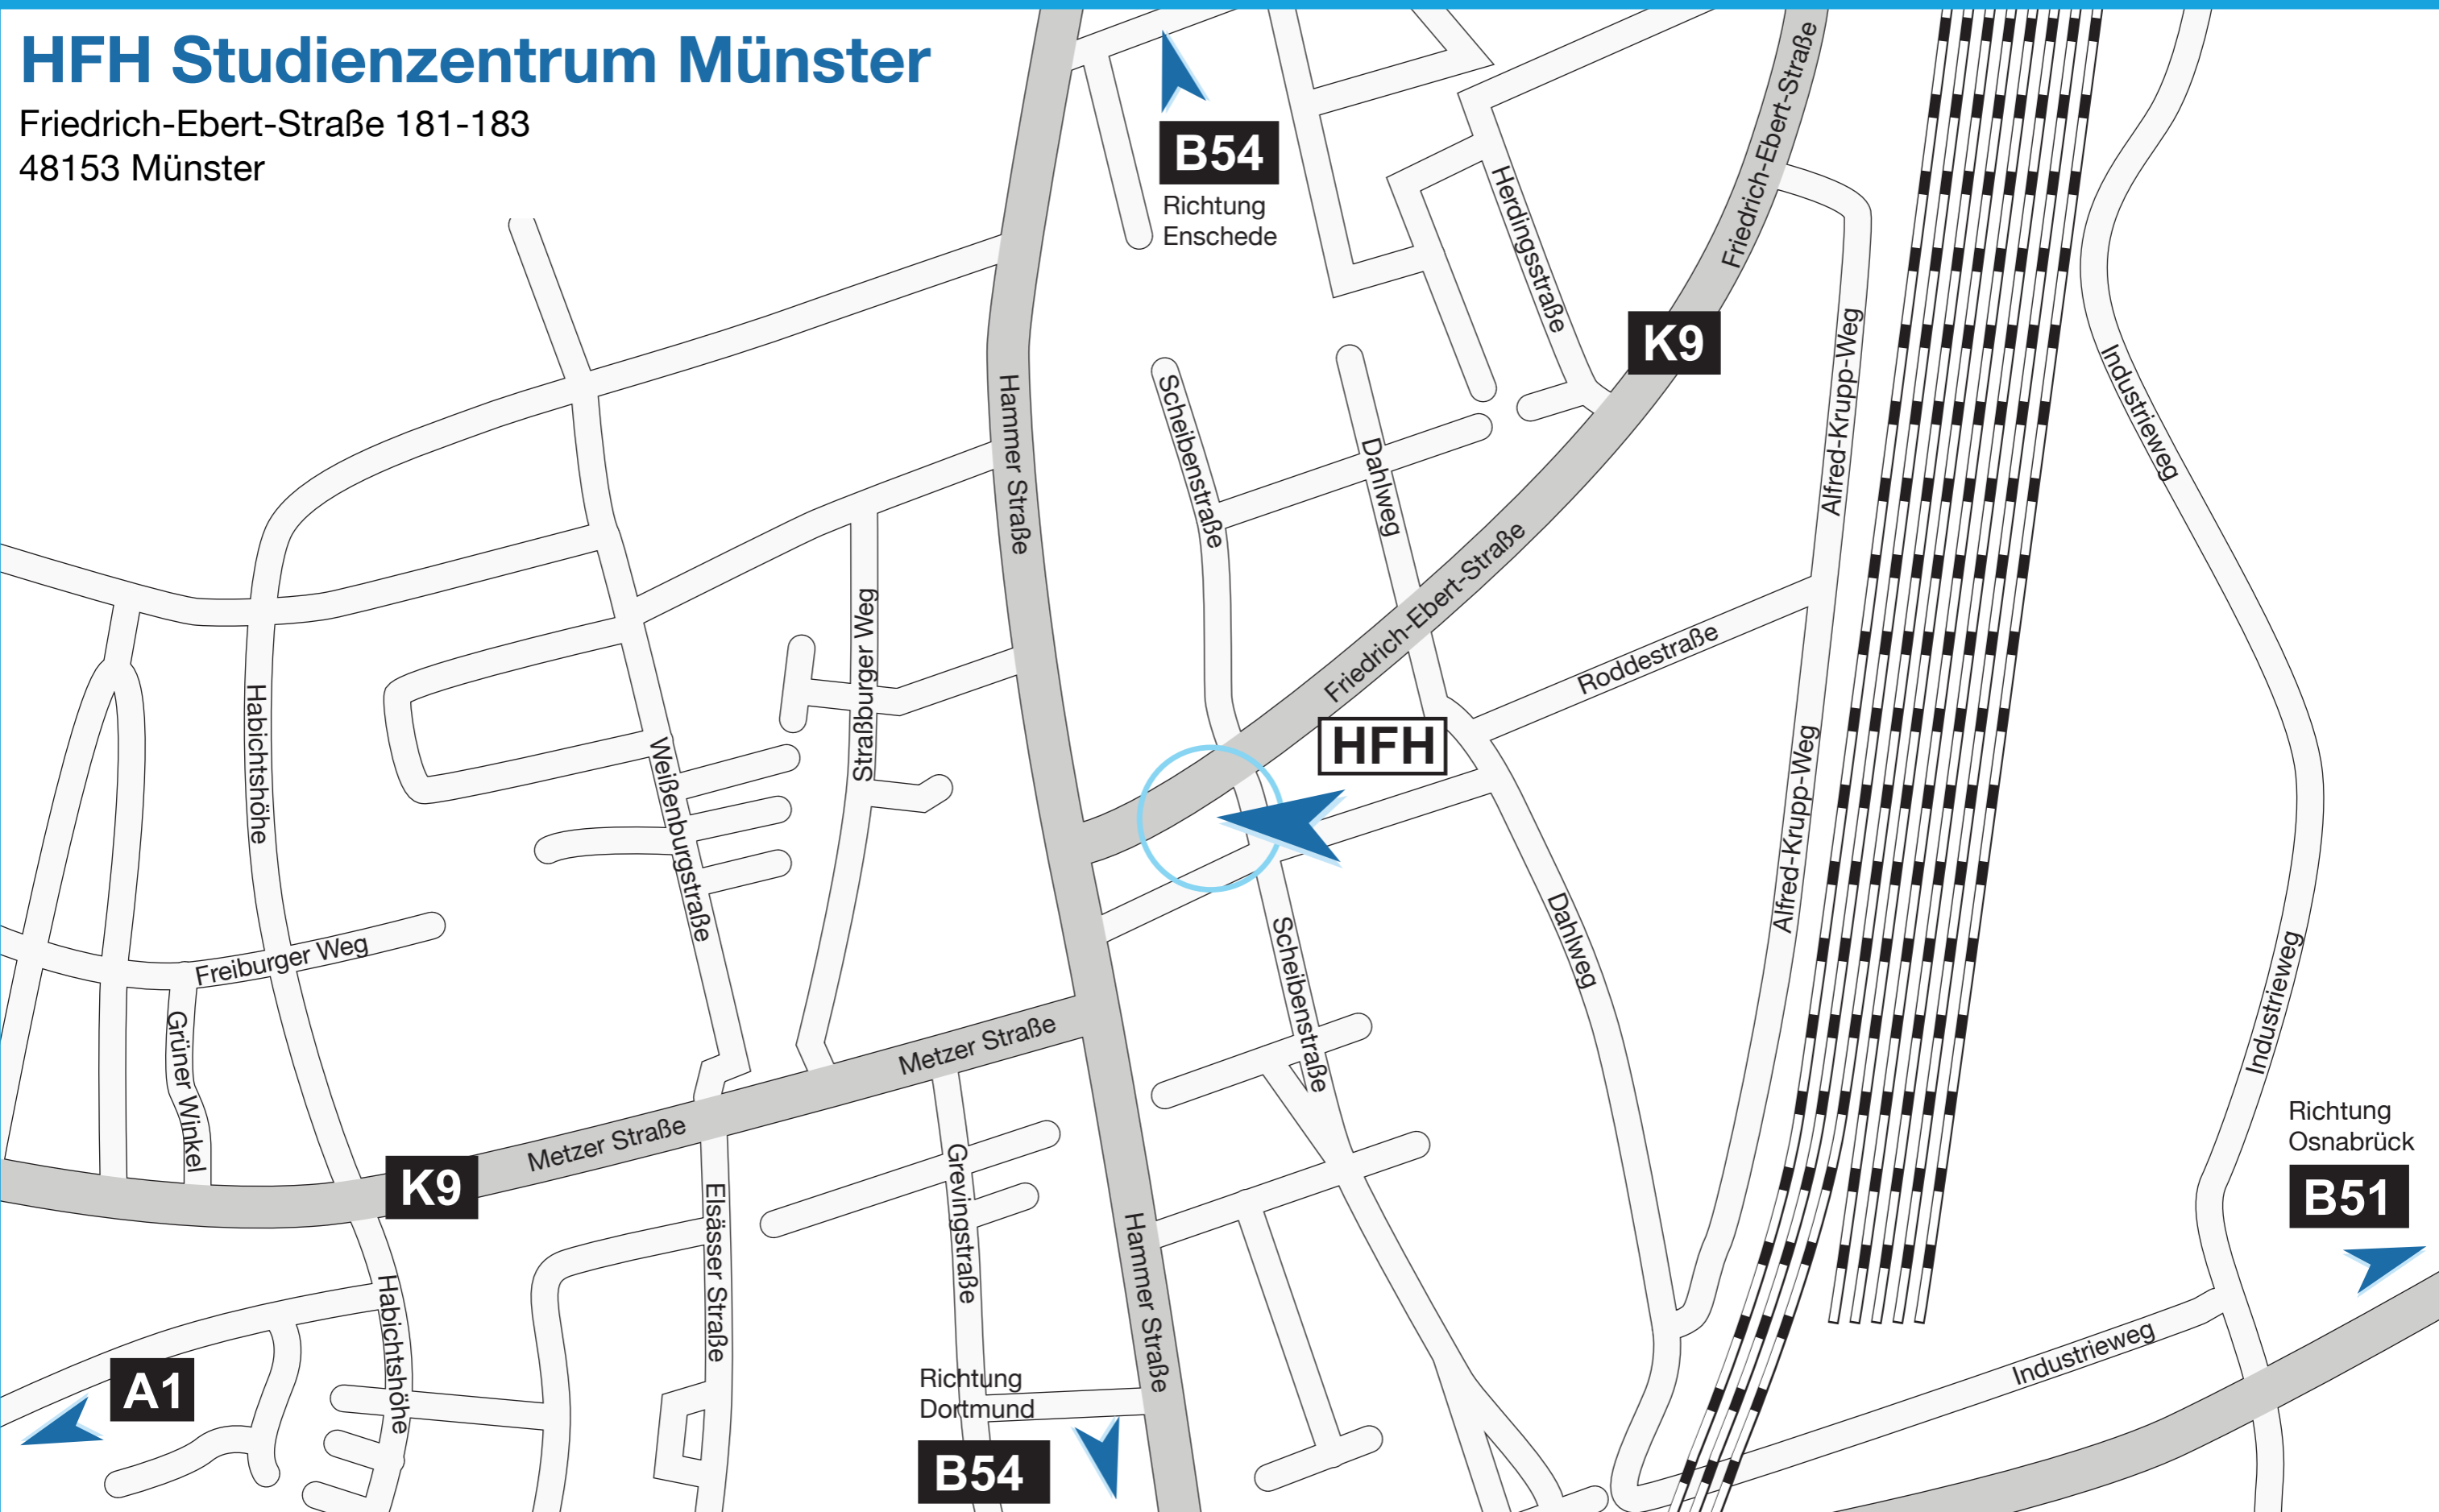 HFH Studienzentrum Münster
Friedrich-Ebert-Straße 181-183
48153 Münster
B54
Richtung
Enschede
Friedrich-Ebert-Straße
Herdingsstraße
K9
Alfred-Krupp-Weg
Industrieweg
Hammer Straße
Scheibenstraße
Dahlweg
Friedrich-Ebert-Straße
Roddestraße
Straßburger Weg
Habichtshöhe
HFH
Weißenburgstraße
Alfred-Krupp-Weg
Freiburger Weg
Dahlweg
Scheibenstraße
Industrieweg
Grüner Winkel
Metzer Straße
Metzer Straße
K9
Grevingstraße
Elsässer Straße
Hammer Straße
Richtung
Osnabrück
B51
Habichtshöhe
A1
Richtung
Dortmund
B54
Industrieweg